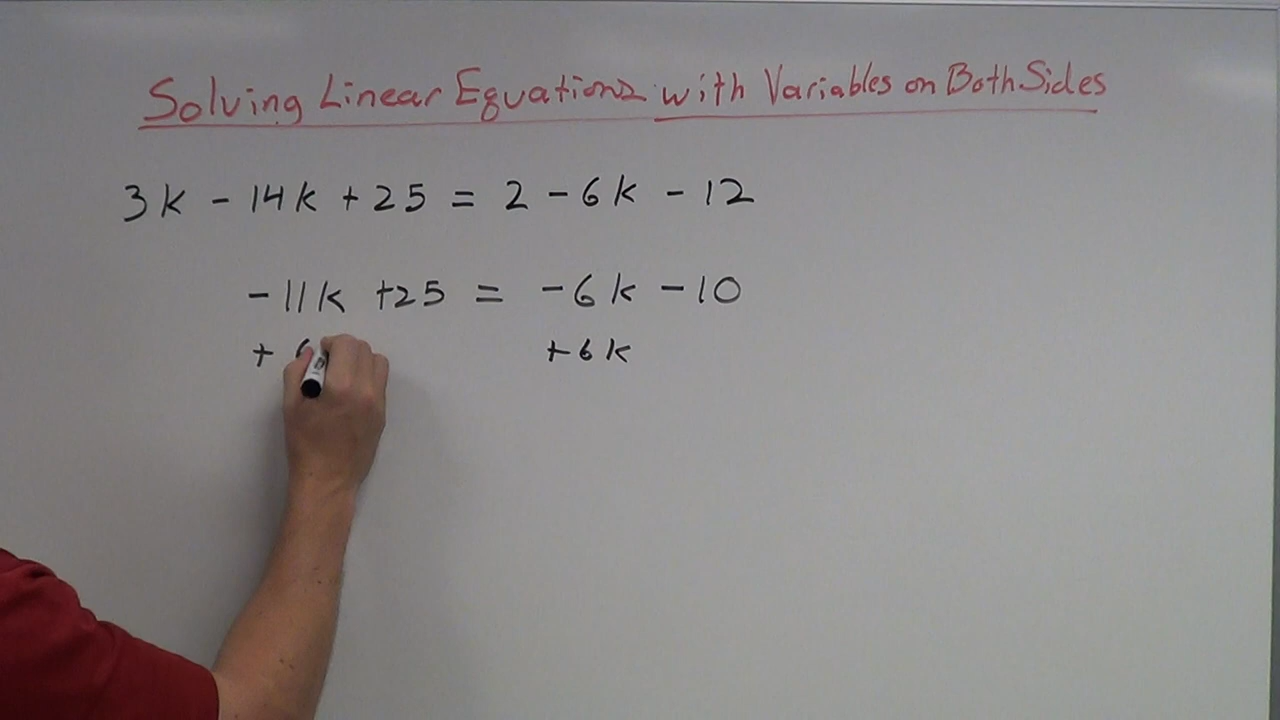 Solving Linear Equations with Variables on Both Sides
3k - 14k + 25 = 2 - 6k - 12
-11k +25 = -6k -10
+ 6 +6k